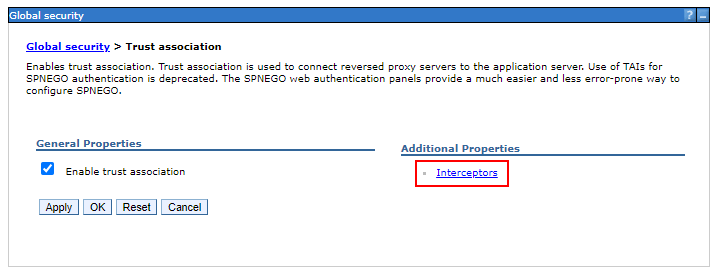 Global security
Global security > Trust association
Enables trust association. Trust association is used to connect reversed proxy servers to the application server. Use of TAIs for
SPNEGO authentication is deprecated. The SPNEGO web authentication panels provide a much easier and less error-prone way to
configure SPNEGO.
General Properties
Enable trust association
Apply OK Reset Cancel
Additional Properties
Interceptors